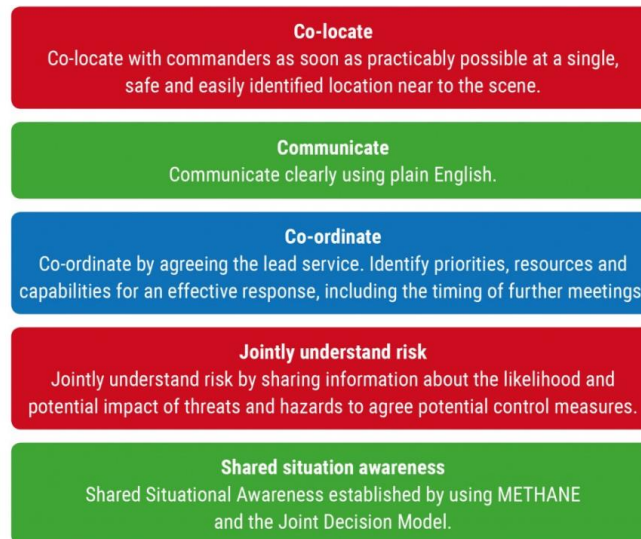 Co-locate
Co-locate with commanders as soon as practicably possible at a single,
safe and easily identified location near to the scene.
Communicate
Communicate clearly using plain English.
Co-ordinate
Co-ordinate by agreeing the lead service. Identify priorities, resources and
capabilities for an effective response, including the timing of further meetings
Jointly understand risk
Jointly understand risk by sharing information about the likelihood and
potential impact of threats and hazards to agree potential control measures.
Shared situation awareness
Shared Situational Awareness established by using METHANE
and the Joint Decision Model.